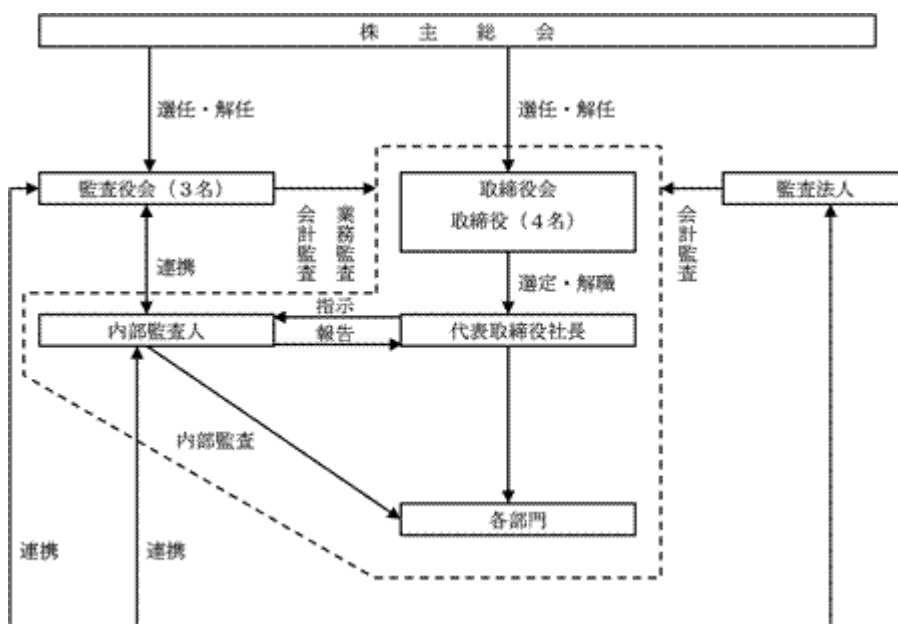 株主総会
選任・解任
選任・解任
監査役会（３名）
取締役会
取締役（４名）
監査法人
会計監査
業務監査
会計監査
連携
選定・解職
指示
内部監査人
報告
代表取締役社長
内部監査
各部門
連携
連携